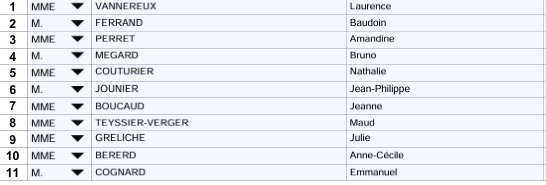 1 MME VANNEREUX Laurence
2 M. FERRAND Baudoin
3 MME PERRET Amandine
4 M. MEGARD Bruno
5 MME COUTURIER Nathalie
6 M. JOUNIER Jean-Philippe
7 MME BOUCAUD Jeanne
8 MME TEYSSIER-VERGER Maud
9 MME GRELICHE Julie
10 MME BERERD Anne-Cécile
11 M. COGNARD Emmanuel